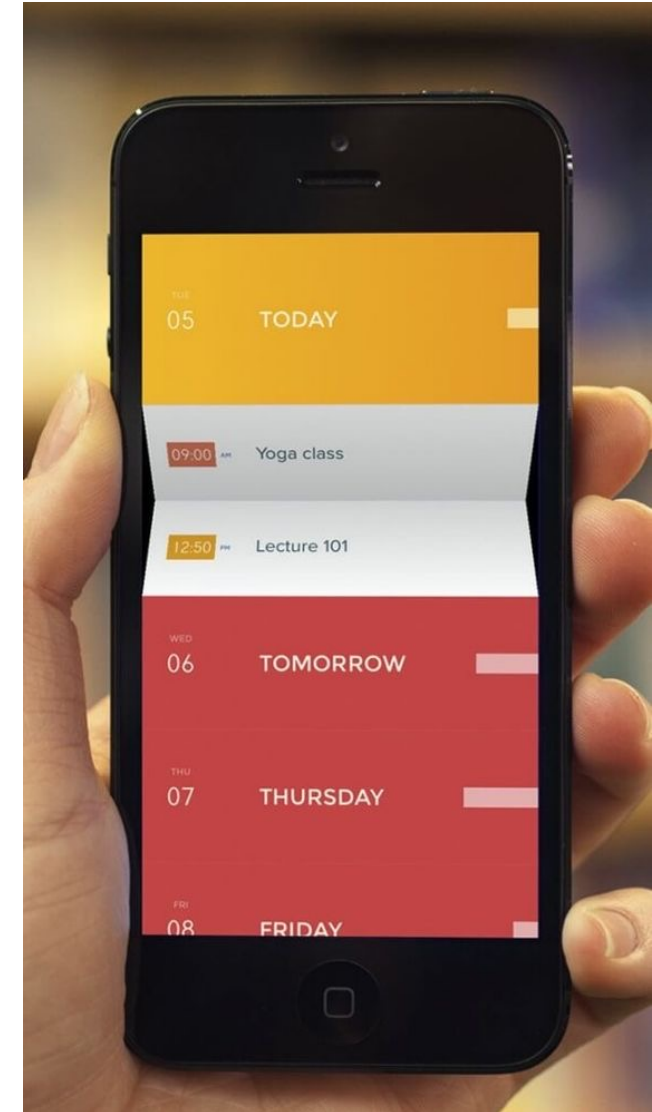 TUE
05 TODAY
09:00 AM Yoga class
12:50 PM Lecture 101
WED
06 TOMORROW
THU
07 THURSDAY
FRI
08 FRIDAY